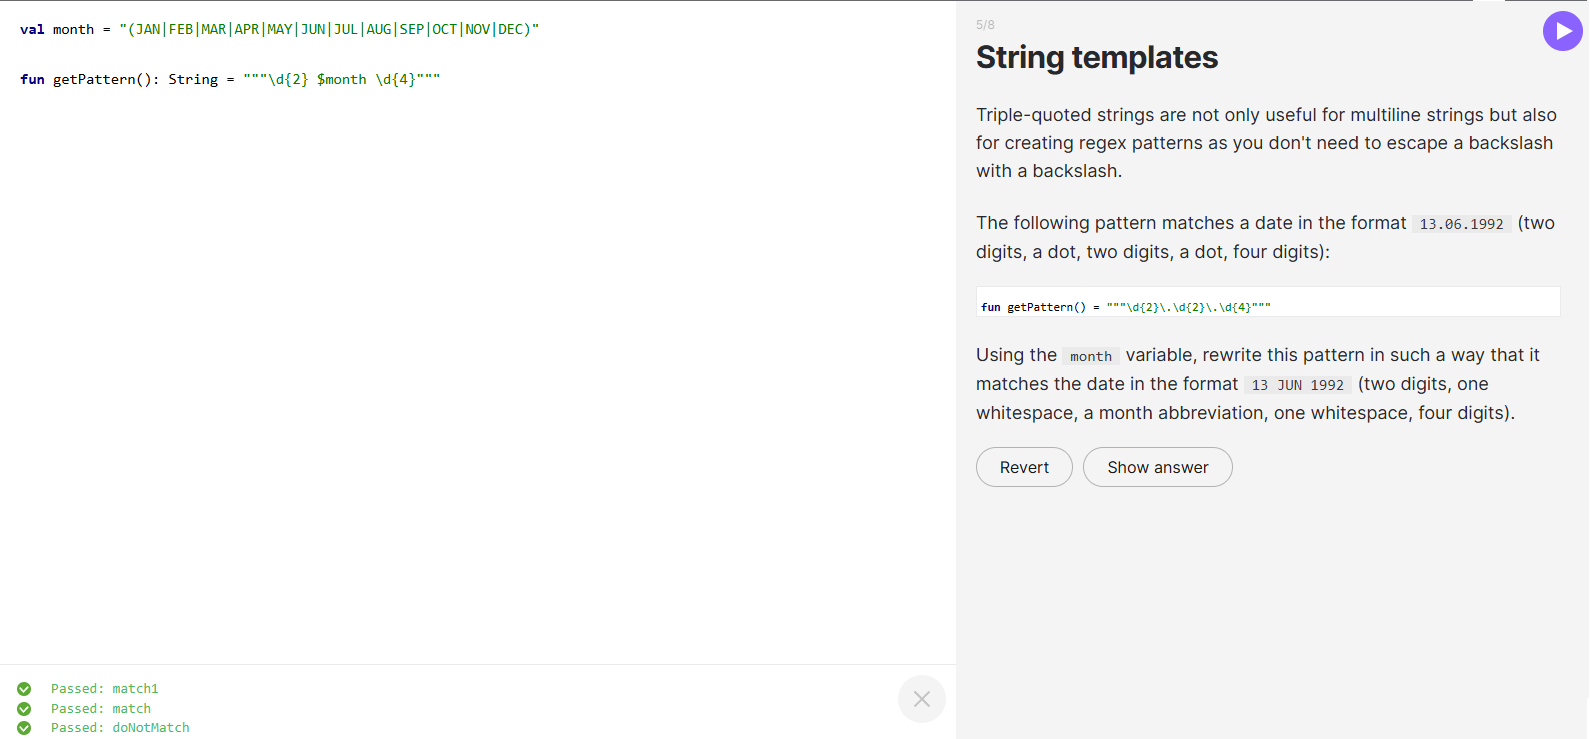 val month = "(JAN|FEB|MAR|APR|MAY|JUN|JUL|AUG|SEP|OCT|NOV|DEC)"
fun getPattern(): String = """\d{2} $month \d{4}"""
Passed: match1
Passed: match
Passed: doNotMatch
5/8
String templates
Triple-quoted strings are not only useful for multiline strings but also
for creating regex patterns as you don't need to escape a backslash
with a backslash.
The following pattern matches a date in the format 13.06.1992 (two
digits, a dot, two digits, a dot, four digits):
fun getPattern() = """\d{2}\.\d{2}\.\d{4}"""
Using the month variable, rewrite this pattern in such a way that it
matches the date in the format 13 JUN 1992 (two digits, one
whitespace, a month abbreviation, one whitespace, four digits).
Revert Show answer